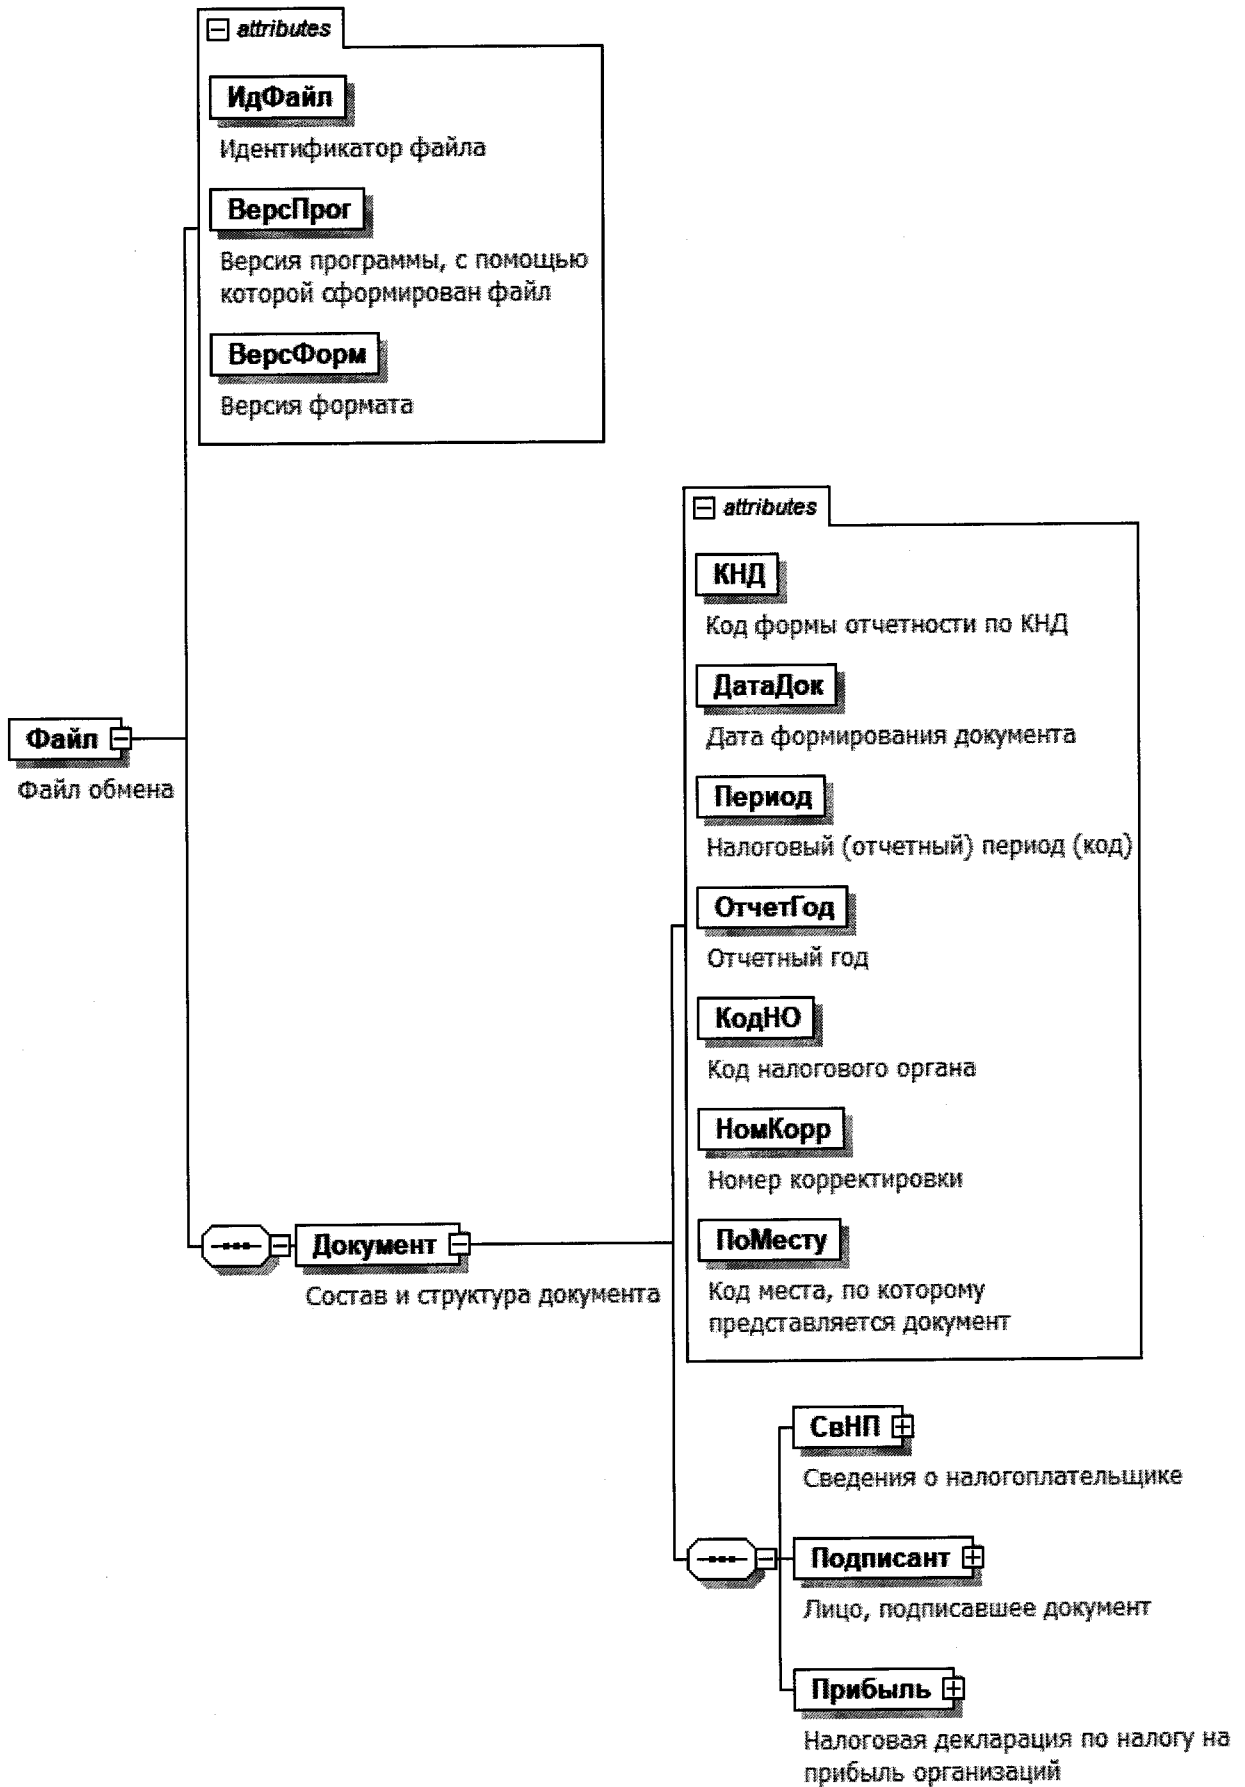 attributes
ИдФайл
Идентификатор файла
ВерсПрог
Версия программы, с помощью
которой сформирован файл
ВерсФорм
Версия формата
Файл
Файл обмена
attributes
КНД
Код формы отчетности по КНД
ДатаДок
Дата формирования документа
Период
Налоговый (отчетный) период (код)
ОтчетГод
Отчетный год
КодНО
Код налогового органа
НомКорр
Номер корректировки
ПоМесту
Код места, по которому
представляется документ
Документ
Состав и структура документа
СвНП
Сведения о налогоплательщике
Подписант
Лицо, подписавшее документ
Прибыль
Налоговая декларация по налогу на
прибыль организаций